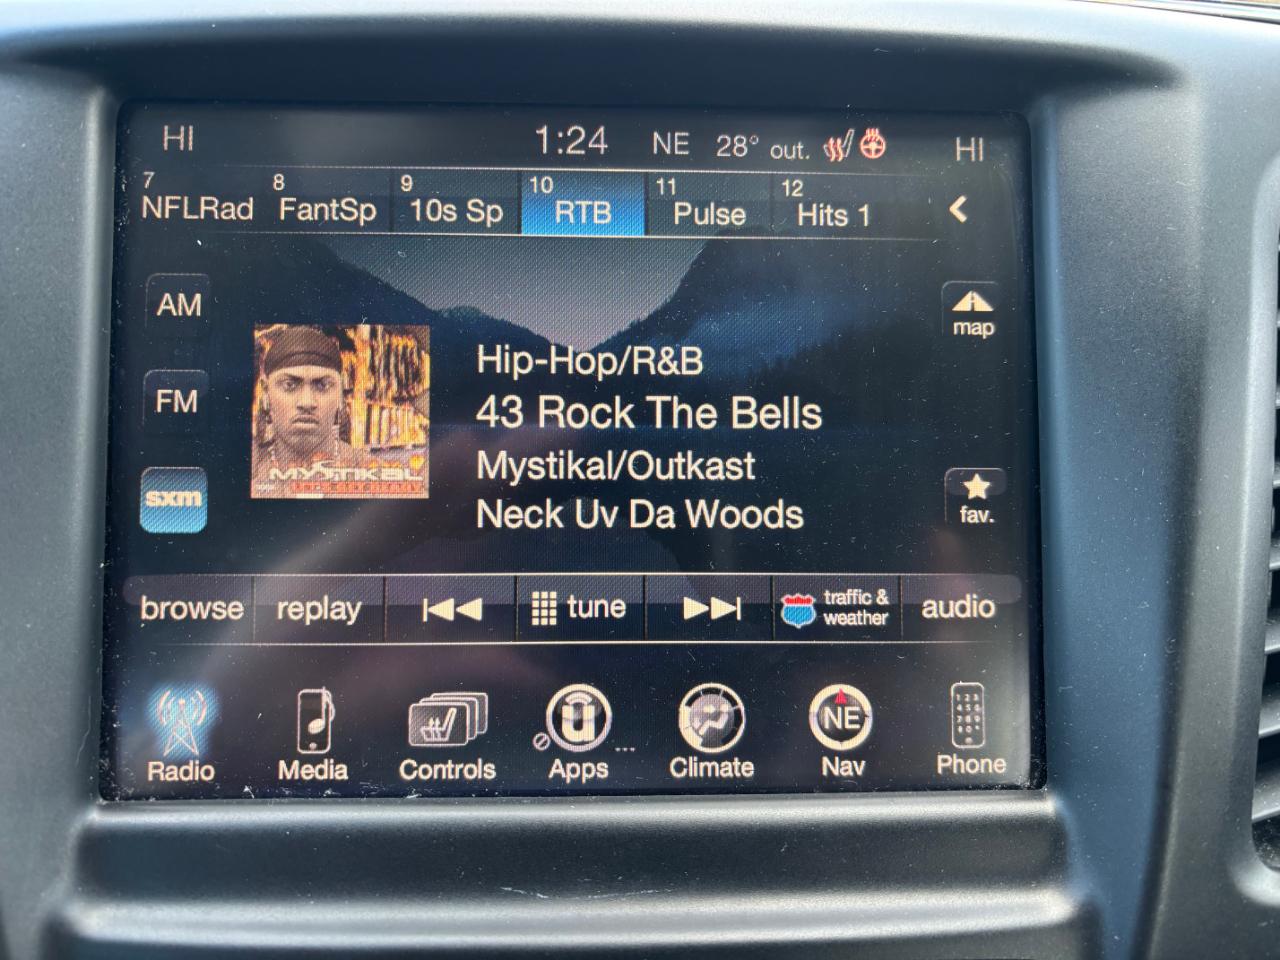 HI 1:24 NE 28° out. HI
7 8 9 10 11 12
NFLRad FantSp 10s Sp RTB Pulse Hits 1
AM
FM
sxm
MYSTIKAL
Hip-Hop/R&B
43 Rock The Bells
Mystikal/Outkast
Neck Uv Da Woods
map
fav.
browse replay tune traffic & weather audio
NE
Radio Media Controls Apps Climate Nav Phone